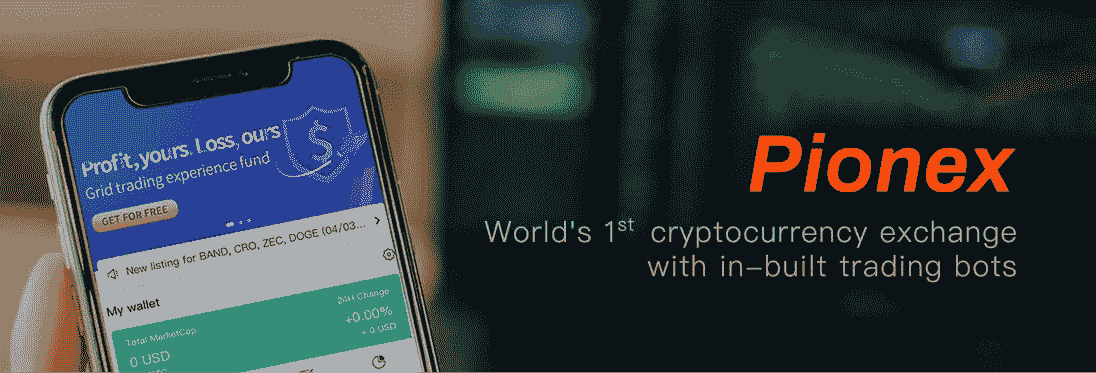 Profit, yours. Loss, ours
Grid trading experience fund
GET FOR FREE
New listing for BAND, CRO, ZEC, DOGE (04/03...
My wallet
Total MarketCap
24H Change
0 USD
+0.00%
+ 0 USD
Pionex
World's 1st cryptocurrency exchange
with in-built trading bots